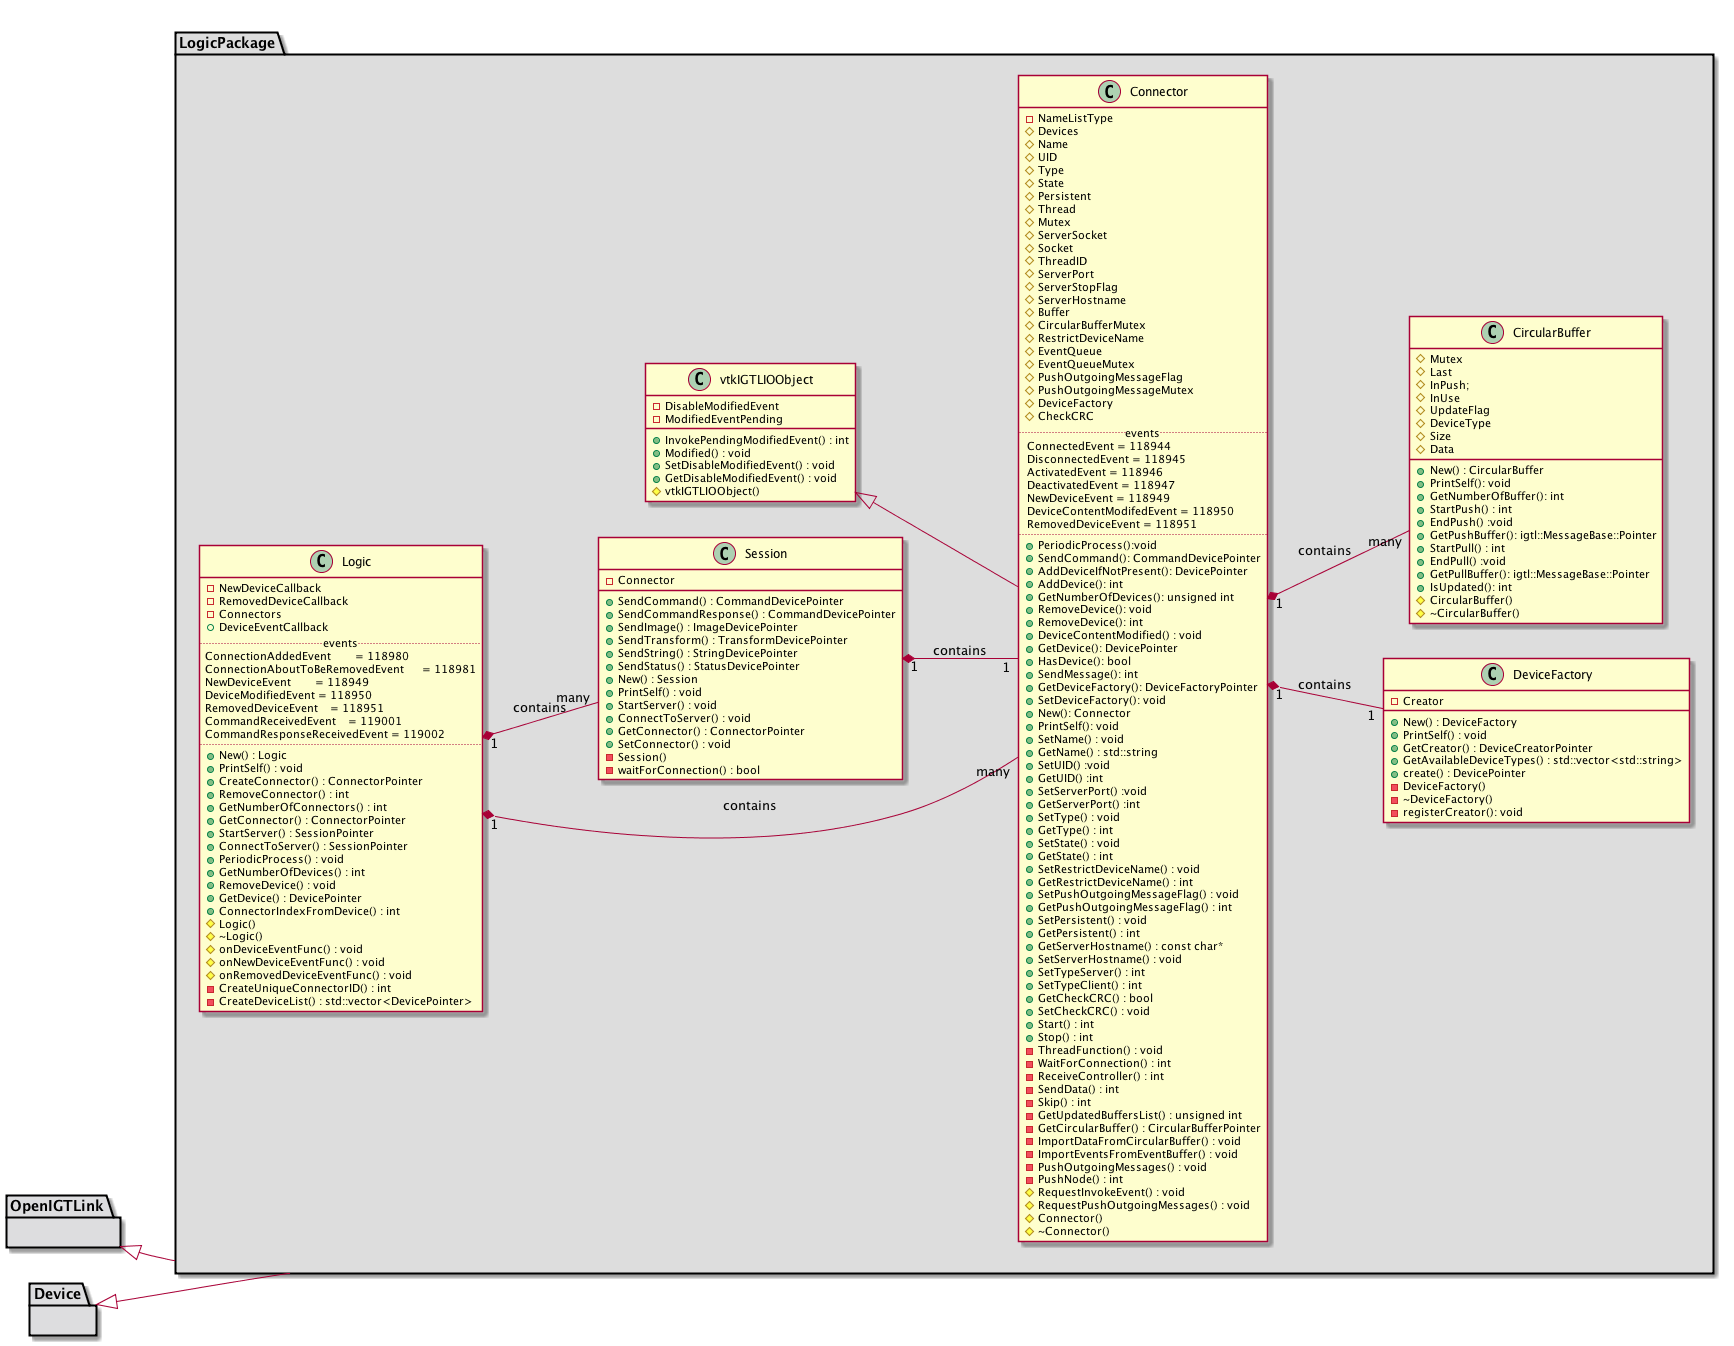 LogicPackage
Connector
NameListType
Devices
Name
UID
Type
State
Persistent
Thread
Mutex
ServerSocket
Socket
ThreadID
ServerPort
ServerStopFlag
ServerHostname
Buffer
CircularBufferMutex
RestrictDeviceName
EventQueue
EventQueueMutex
PushOutgoingMessageFlag
PushOutgoingMessageMutex
DeviceFactory
CheckCRC
events
ConnectedEvent = 118944
DisconnectedEvent = 118945
ActivatedEvent = 118946
DeactivatedEvent = 118947
NewDeviceEvent = 118949
DeviceContentModifedEvent = 118950
RemovedDeviceEvent = 118951
PeriodicProcess():void
SendCommand(): CommandDevicePointer
AddDeviceIfNotPresent(): DevicePointer
AddDevice(): int
GetNumberOfDevices(): unsigned int
RemoveDevice(): void
RemoveDevice(): int
DeviceContentModified() : void
GetDevice(): DevicePointer
HasDevice(): bool
SendMessage(): int
GetDeviceFactory(): DeviceFactoryPointer
SetDeviceFactory(): void
New(): Connector
PrintSelf(): void
SetName() : void
GetName() : std::string
SetUID() :void
GetUID() :int
SetServerPort() :void
GetServerPort() :int
SetType() : void
GetType() : int
SetState() : void
GetState() : int
SetRestrictDeviceName() : void
GetRestrictDeviceName() : int
SetPushOutgoingMessageFlag() : void
GetPushOutgoingMessageFlag() : int
SetPersistent() : void
GetPersistent() : int
GetServerHostname() : const char*
SetServerHostname() : void
SetTypeServer() : int
SetTypeClient() : int
GetCheckCRC() : bool
SetCheckCRC() : void
Start() : int
Stop() : int
ThreadFunction() : void
WaitForConnection() : int
ReceiveController() : int
SendData() : int
Skip() : int
GetUpdatedBuffersList() : unsigned int
GetCircularBuffer() : CircularBufferPointer
ImportDataFromCircularBuffer() : void
ImportEventsFromEventBuffer() : void
PushOutgoingMessages() : void
PushNode() : int
RequestInvokeEvent() : void
RequestPushOutgoingMessages() : void
Connector()
~Connector()
CircularBuffer
Mutex
Last
InPush;
InUse
UpdateFlag
DeviceType
Size
Data
New() : CircularBuffer
PrintSelf(): void
GetNumberOfBuffer(): int
StartPush() : int
EndPush() :void
GetPushBuffer(): igtl::MessageBase::Pointer
StartPull() : int
EndPull() :void
GetPullBuffer(): igtl::MessageBase::Pointer
IsUpdated(): int
CircularBuffer()
~CircularBuffer()
vtkIGTLIOObject
DisableModifiedEvent
ModifiedEventPending
InvokePendingModifiedEvent() : int
Modified() : void
SetDisableModifiedEvent() : void
GetDisableModifiedEvent() : void
vtkIGTLIOObject()
Session
Connector
SendCommand() : CommandDevicePointer
SendCommandResponse() : CommandDevicePointer
SendImage() : ImageDevicePointer
SendTransform() : TransformDevicePointer
SendString() : StringDevicePointer
SendStatus() : StatusDevicePointer
New() : Session
PrintSelf() : void
StartServer() : void
ConnectToServer() : void
GetConnector() : ConnectorPointer
SetConnector() : void
Session()
waitForConnection() : bool
Logic
NewDeviceCallback
RemovedDeviceCallback
Connectors
DeviceEventCallback
events
ConnectionAddedEvent = 118980
ConnectionAboutToBeRemovedEvent = 118981
NewDeviceEvent = 118949
DeviceModifiedEvent = 118950
RemovedDeviceEvent = 118951
CommandReceivedEvent = 119001
CommandResponseReceivedEvent = 119002
New() : Logic
PrintSelf() : void
CreateConnector() : ConnectorPointer
RemoveConnector() : int
GetNumberOfConnectors() : int
GetConnector() : ConnectorPointer
StartServer() : SessionPointer
ConnectToServer() : SessionPointer
PeriodicProcess() : void
GetNumberOfDevices() : int
RemoveDevice() : void
GetDevice() : DevicePointer
ConnectorIndexFromDevice() : int
Logic()
~Logic()
onDeviceEventFunc() : void
onNewDeviceEventFunc() : void
onRemovedDeviceEventFunc() : void
CreateUniqueConnectorID() : int
CreateDeviceList() : std::vector<DevicePointer>
DeviceFactory
Creator
New() : DeviceFactory
PrintSelf() : void
GetCreator() : DeviceCreatorPointer
GetAvailableDeviceTypes() : std::vector<std::string>
create() : DevicePointer
DeviceFactory()
~DeviceFactory()
registerCreator(): void
contains
many
1
contains
1
1
contains
1
1
many
contains
1
many
contains
1
OpenIGTLink
Device